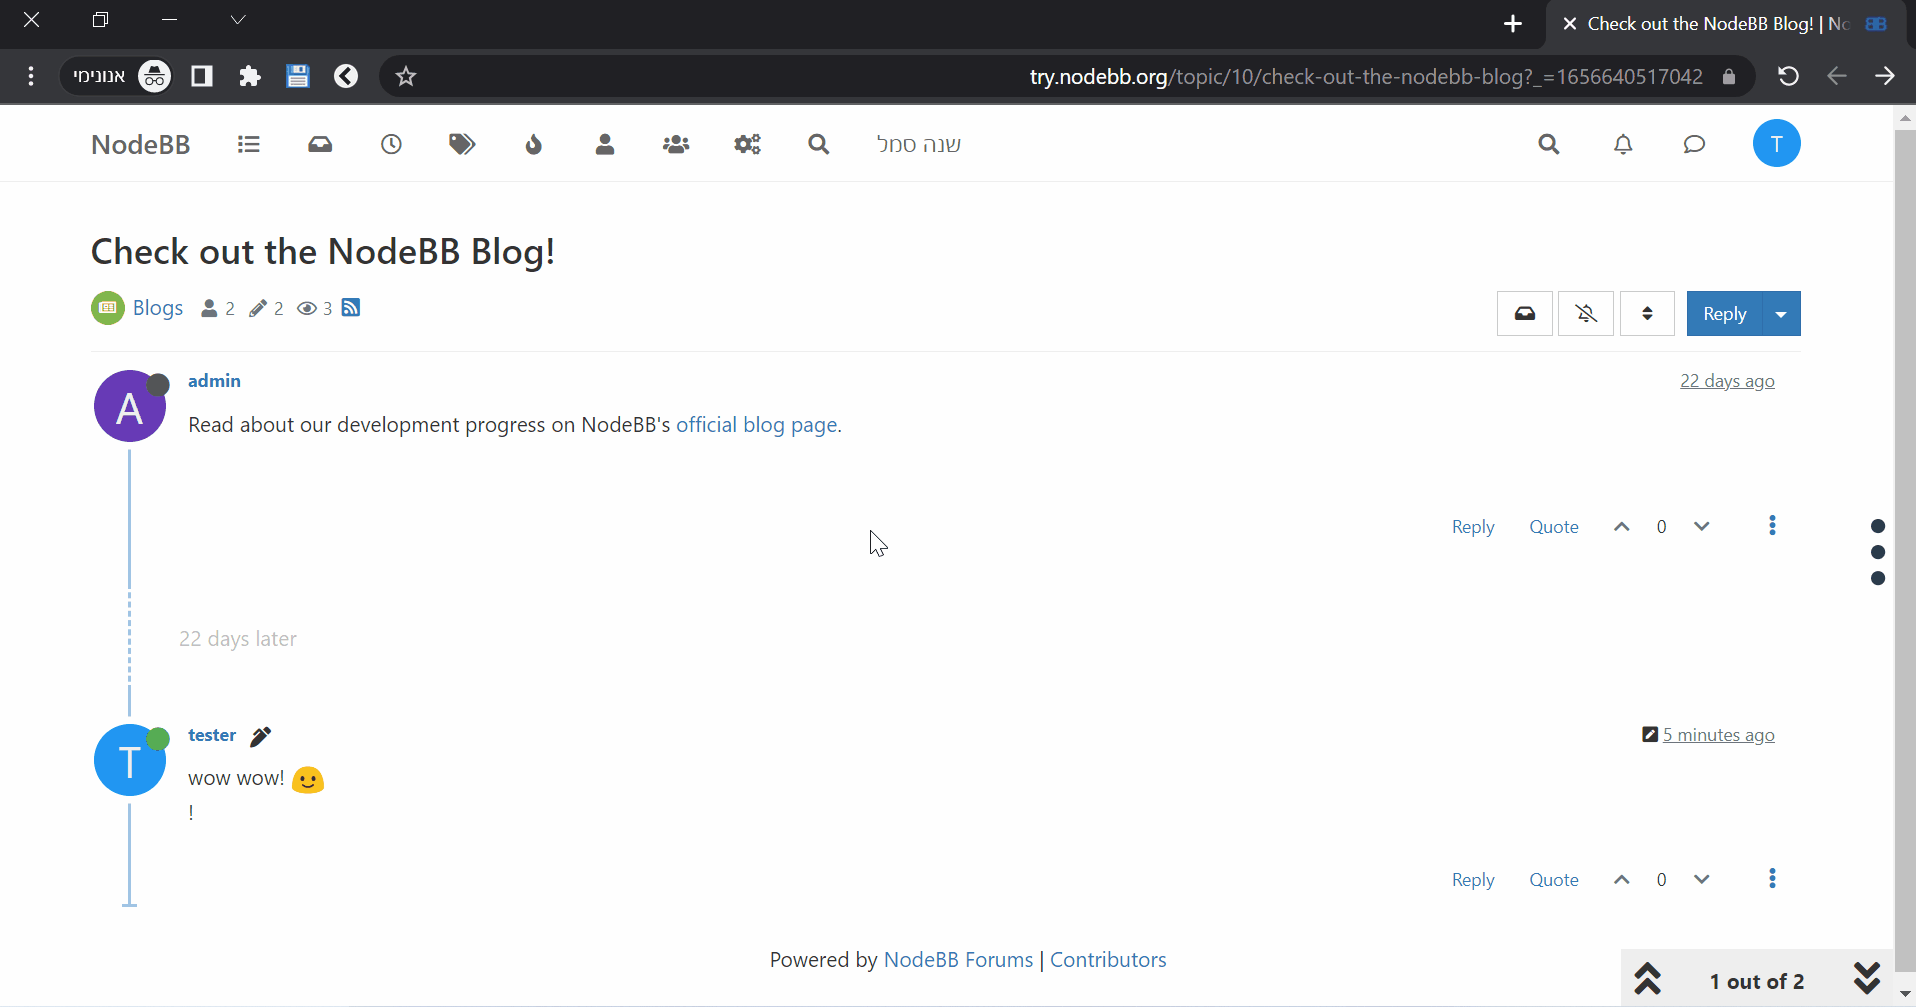 Check out the NodeBB Blog! | No
אנונימי
try.nodebb.org/topic/10/check-out-the-nodebb-blog?_=1656640517042
NodeBB
שנה סמל
T
Check out the NodeBB Blog!
Blogs 2 2 3
Reply
A
admin
22 days ago
Read about our development progress on NodeBB's official blog page.
Reply Quote 0
22 days later
T
tester
5 minutes ago
wow wow!
!
Reply Quote 0
Powered by NodeBB Forums | Contributors
1 out of 2